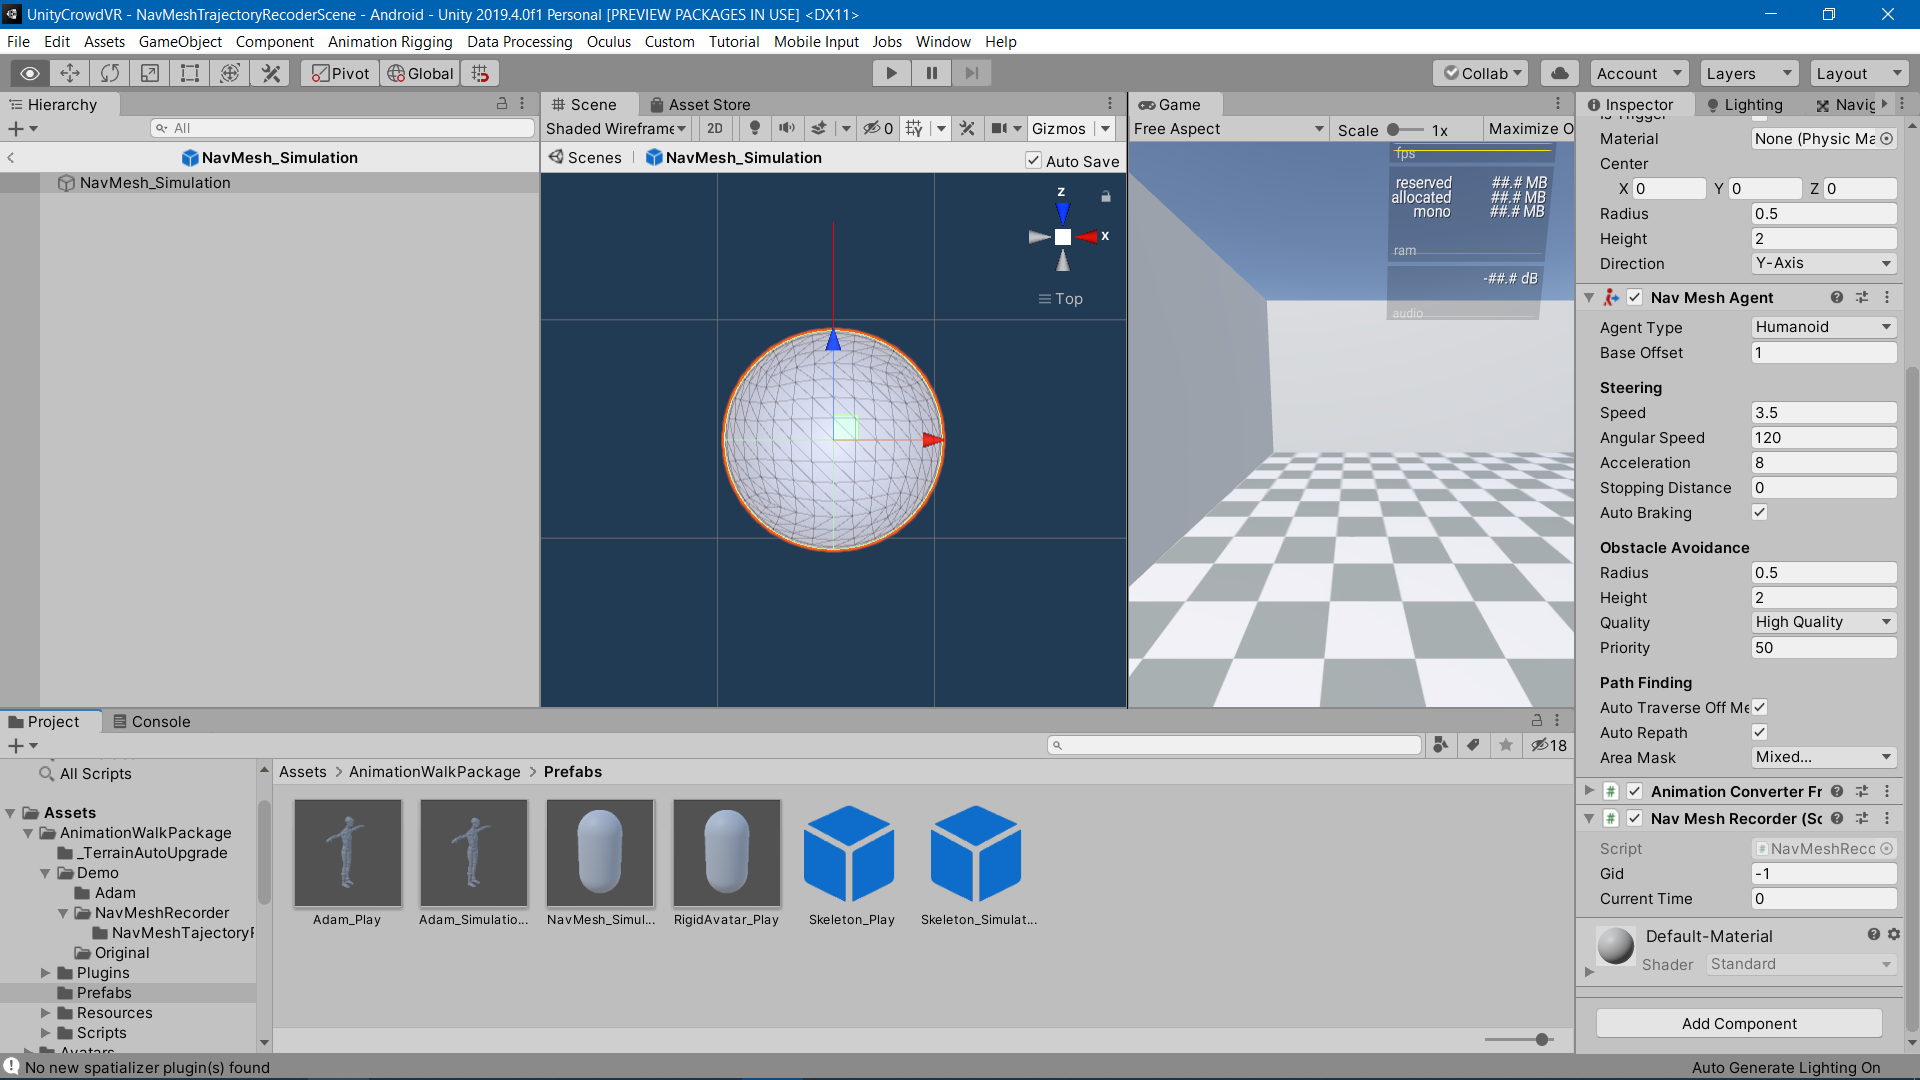 UnityCrowdVR - NavMeshTrajectoryRecoderScene - Android - Unity 2019.4.0f1 Personal [PREVIEW PACKAGES IN USE] <DX11>
File Edit Assets GameObject Component Animation Rigging Data Processing Oculus Custom Tutorial Mobile Input Jobs Window Help
Pivot Global Collab Account Layers Layout
Hierarchy
All
NavMesh_Simulation
NavMesh_Simulation
Scene Asset Store
Shaded Wireframe 2D 0 Gizmos
Scenes NavMesh_Simulation Auto Save
z
x
Top
Game
Free Aspect Scale 1x Maximize O
fps
reserved ##.# MB
allocated ##.# MB
mono ##.# MB
ram
-##.# dB
audio
Inspector Lighting Navig
Is Trigger
Material None (Physic Ma
Center
X 0 Y 0 Z 0
Radius 0.5
Height 2
Direction Y-Axis
Nav Mesh Agent
Agent Type Humanoid
Base Offset 1
Steering
Speed 3.5
Angular Speed 120
Acceleration 8
Stopping Distance 0
Auto Braking
Obstacle Avoidance
Radius 0.5
Height 2
Quality High Quality
Priority 50
Path Finding
Auto Traverse Off Me
Auto Repath
Area Mask Mixed...
# Animation Converter Fr
# Nav Mesh Recorder (Sc
Script # NavMeshRecc
Gid -1
Current Time 0
Default-Material
Shader Standard
Add Component
Project Console
18
All Scripts
Assets
AnimationWalkPackage
_TerrainAutoUpgrade
Demo
Adam
NavMeshRecorder
NavMeshTajectoryF
Original
Plugins
Prefabs
Resources
Scripts
Avatars
Assets > AnimationWalkPackage > Prefabs
Adam_Play Adam_Simulatio... NavMesh_Simul... RigidAvatar_Play Skeleton_Play Skeleton_Simulat...
No new spatializer plugin(s) found
Auto Generate Lighting On